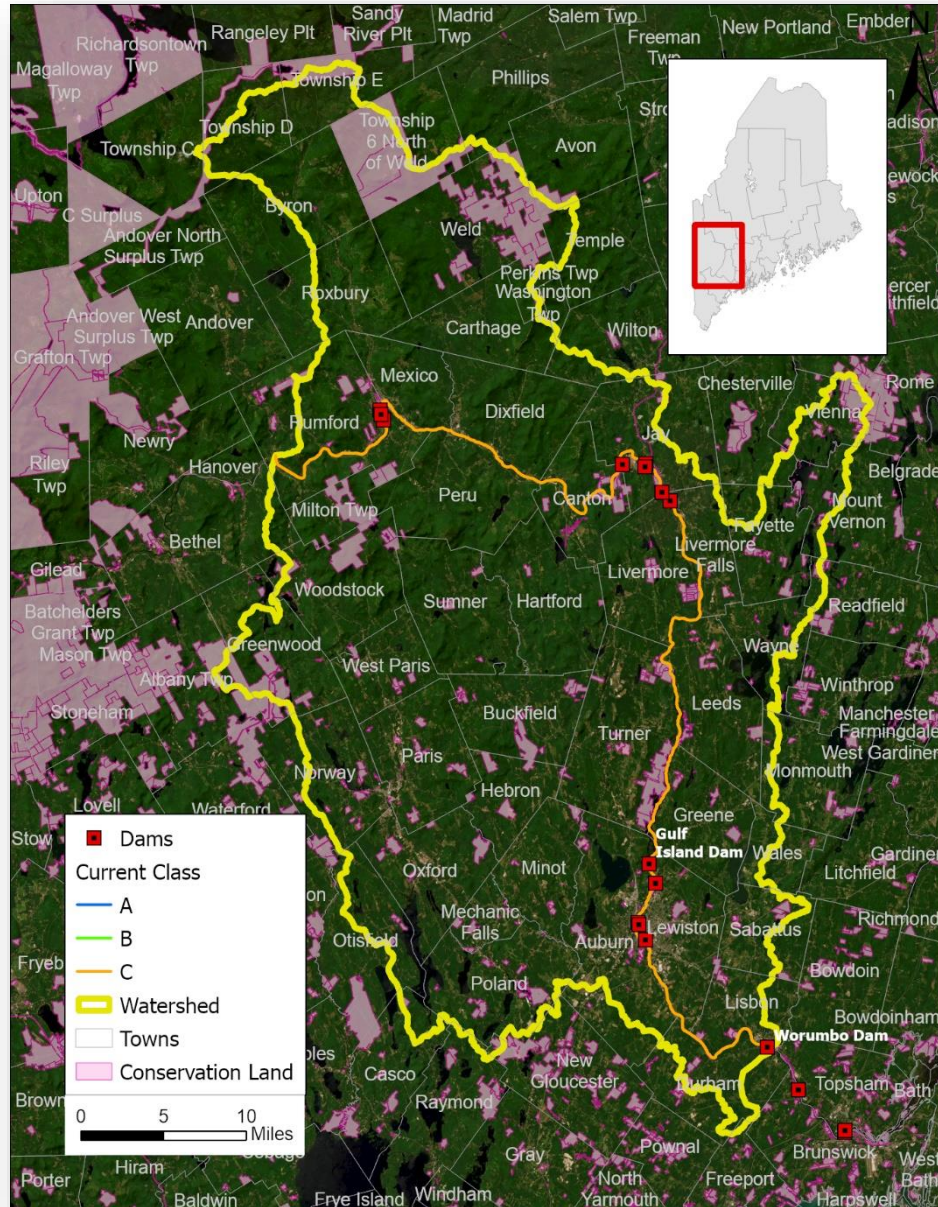 Sandy
River Plt
Madrid
Twp
Salem Twp
New Portland
Embden
Rangeley Plt
Freeman
Twp
Richardsontown
Twp
Magalloway
Twp
Township E
Phillips
Township D
Township C
Township
6 North
of Weld
Avon
Upton
C Surplus
Andover North
Surplus Twp
Byron
Weld
Temple
Perkins Twp
Washington
Twp
Roxbury
Andover West
Surplus Twp
Andover
Carthage
Wilton
Grafton Twp
Mexico
Chesterville
Rome
Vienna
Dixfield
Rumford
Newry
Jay
Riley
Twp
Hanover
Belgrade
Peru
Canton
Milton Twp
Mount
Vernon
Fayette
Bethel
Livermore
Falls
Gilead
Livermore
Woodstock
Batchelders
Grant Twp
Mason Twp
Sumner
Hartford
Readfield
Greenwood
Wayne
West Paris
Albany Twp
Winthrop
Stoneham
Leeds
Manchester
Farmingdale
Buckfield
Turner
West Gardiner
Paris
Norway
Monmouth
Hebron
Lovell
Waterford
Greene
Stow
Gulf
Island Dam
Wales
Gardiner
Litchfield
Oxford
Minot
Richmond
Mechanic
Falls
Otisfield
Lewiston
Sabattus
Auburn
Bowdoin
Poland
Lisbon
Bowdoinham
Worumbo Dam
New
Gloucester
Durham
Topsham
Bath
Casco
Raymond
Brunswick
Pownal
West
Bath
Gray
Freeport
Hiram
Porter
North
Yarmouth
Baldwin
Frye Island
Windham
Harpswell
Dams
Current Class
A
B
C
Watershed
Towns
Conservation Land
0 5 10
Miles